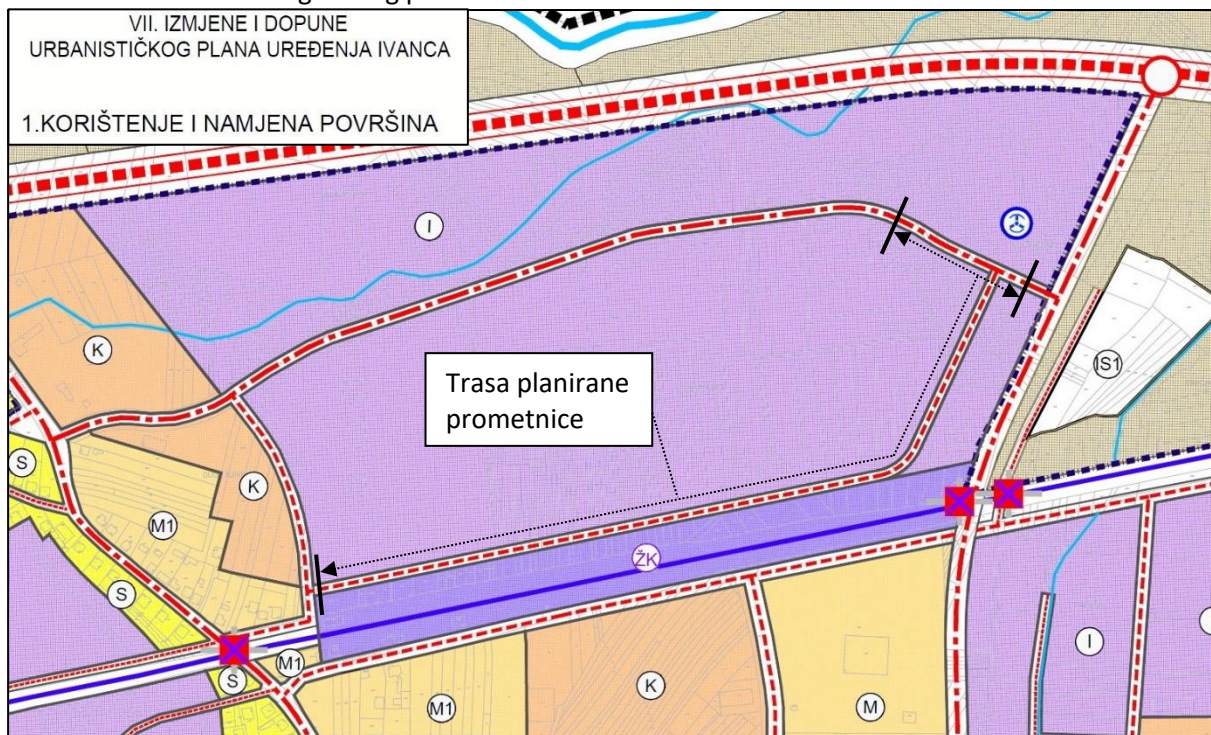 VII. IZMJENE I DOPUNE
URBANISTIČKOG PLANA UREĐENJA IVANCA
1.KORIŠTENJE I NAMJENA POVRŠINA
I
K
IS1
Trasa planirane
prometnice
S
K
M1
ŽK
S
I
M1
S
K
M1
M